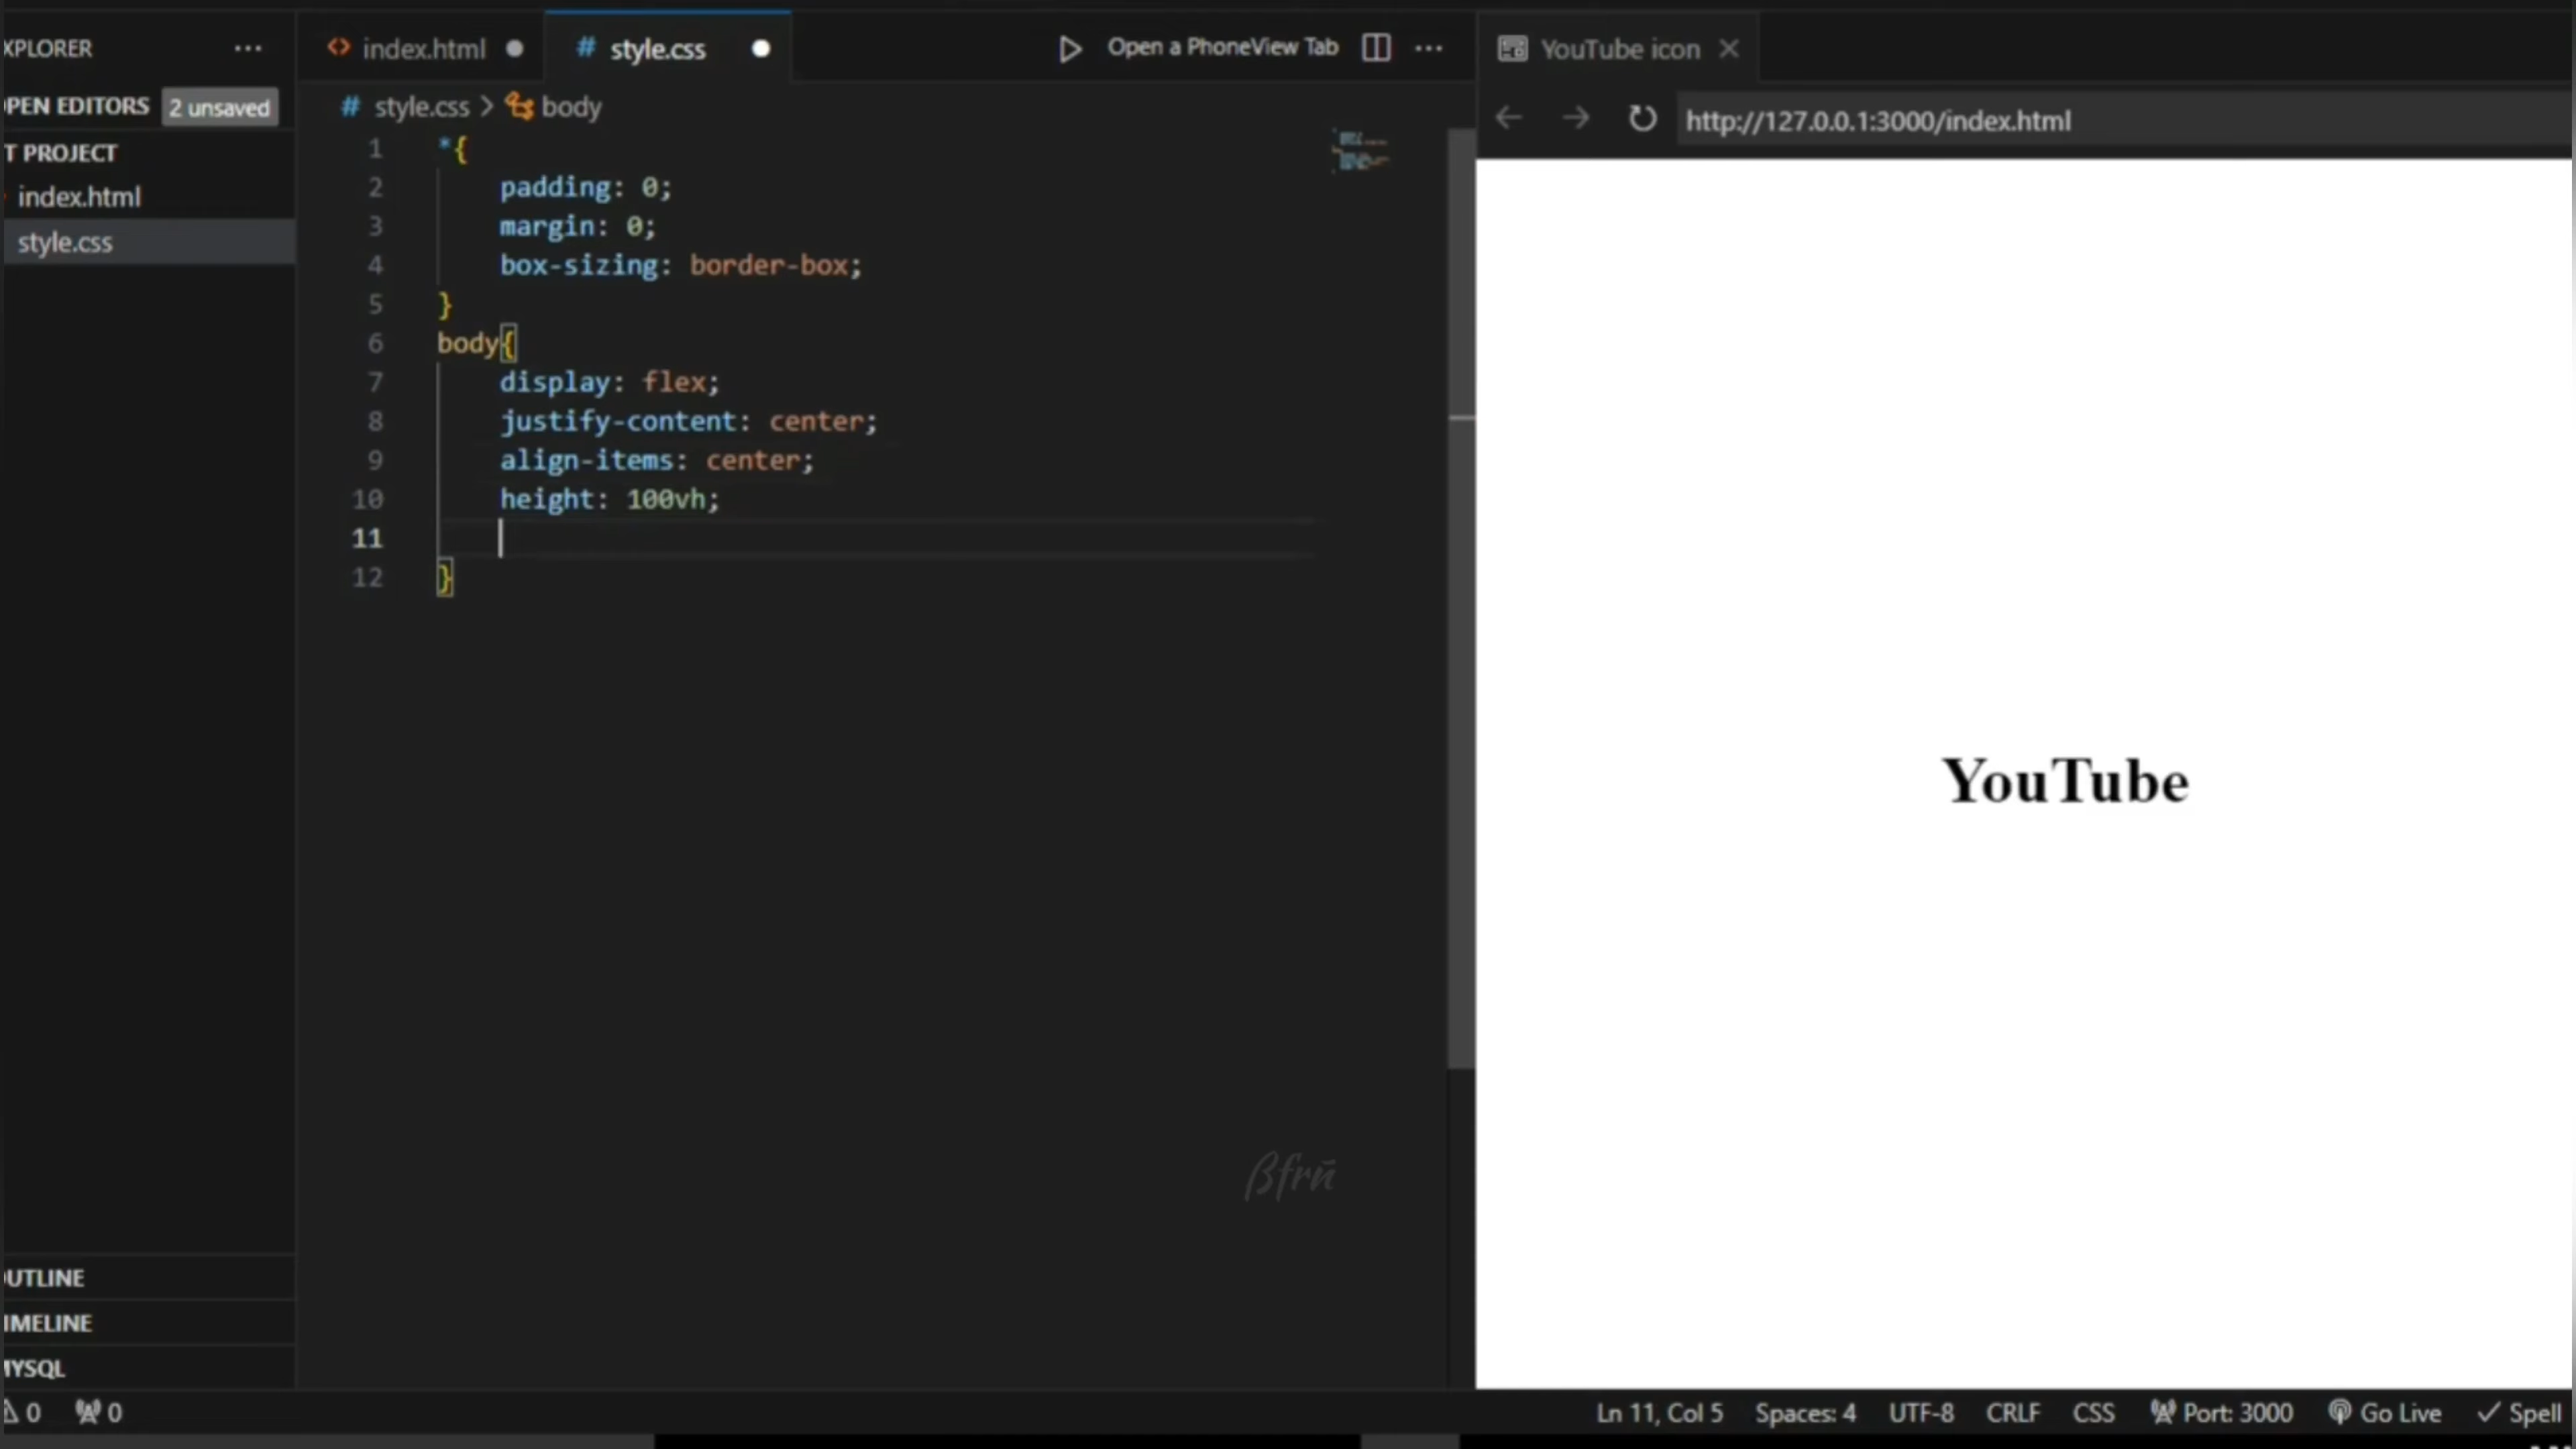 XPLORER
index.html
style.css
Open a PhoneView Tab
YouTube icon
PEN EDITORS 2 unsaved
style.css > body
http://127.0.0.1:3000/index.html
T PROJECT
index.html
style.css
1 *{
2 padding: 0;
3 margin: 0;
4 box-sizing: border-box;
5 }
6 body{
7 display: flex;
8 justify-content: center;
9 align-items: center;
10 height: 100vh;
11
12 }
YouTube
βfrñ
UTLINE
IMELINE
MYSQL
0 0
Ln 11, Col 5 Spaces: 4 UTF-8 CRLF CSS Port: 3000 Go Live Spell